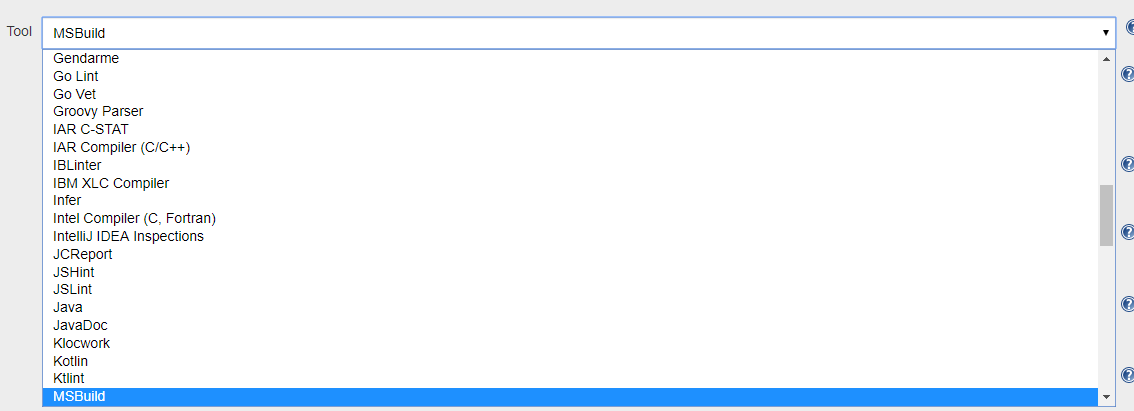 Tool MSBuild
Gendarme
Go Lint
Go Vet
Groovy Parser
IAR C-STAT
IAR Compiler (C/C++)
IBLinter
IBM XLC Compiler
Infer
Intel Compiler (C, Fortran)
IntelliJ IDEA Inspections
JCReport
JSHint
JSLint
Java
JavaDoc
Klocwork
Kotlin
Ktlint
MSBuild